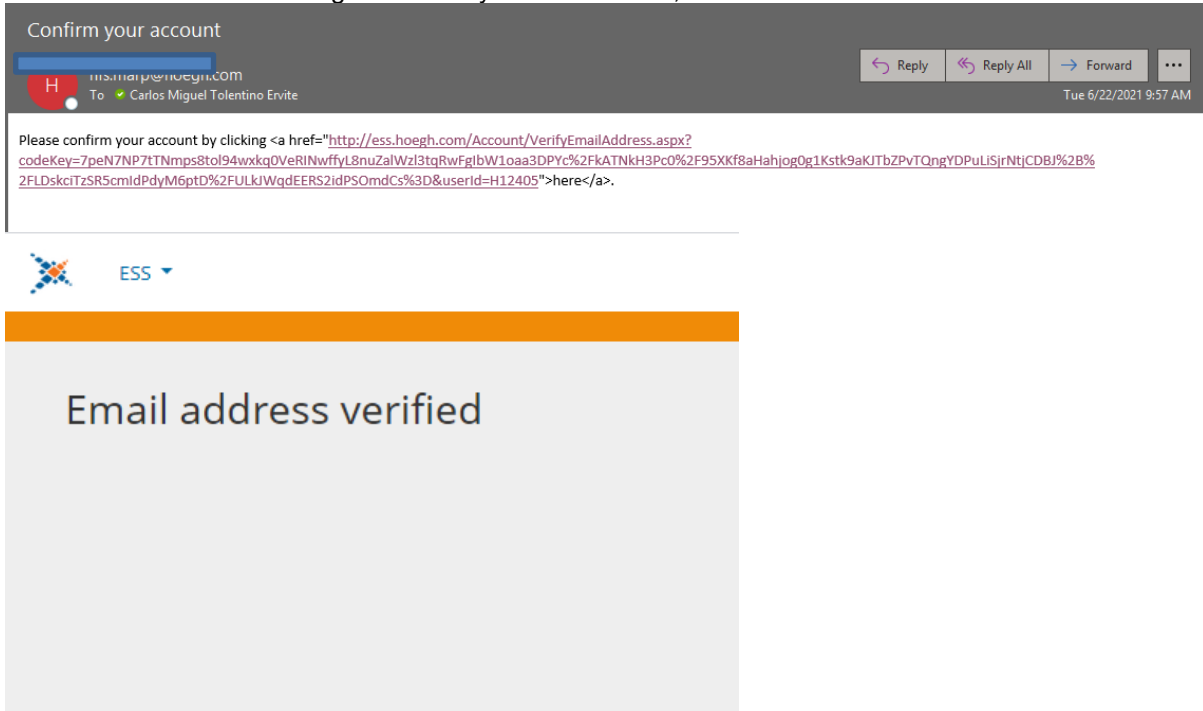 Confirm your account
H
To Carlos Miguel Tolentino Ervite
Reply
Reply All
Forward
Tue 6/22/2021 9:57 AM
Please confirm your account by clicking <a href="http://ess.hoegh.com/Account/VerifyEmailAddress.aspx?
codeKey=7peN7NP7tTNmps8tol94wxkq0VeRINwffyL8nuZalWzl3tqRwFgIbW1oaa3DPYc%2FkATNkH3Pc0%2F95XKf8aHahjog0g1Kstk9aKJTbZPvTQngYDPuLiSjrNtjCDBJ%2B%
2FLDskciTzSR5cmIdPdyM6ptD%2FULkJWqdEERS2idPSOmdCs%3D&userId=H12405">here</a>.
ESS
Email address verified